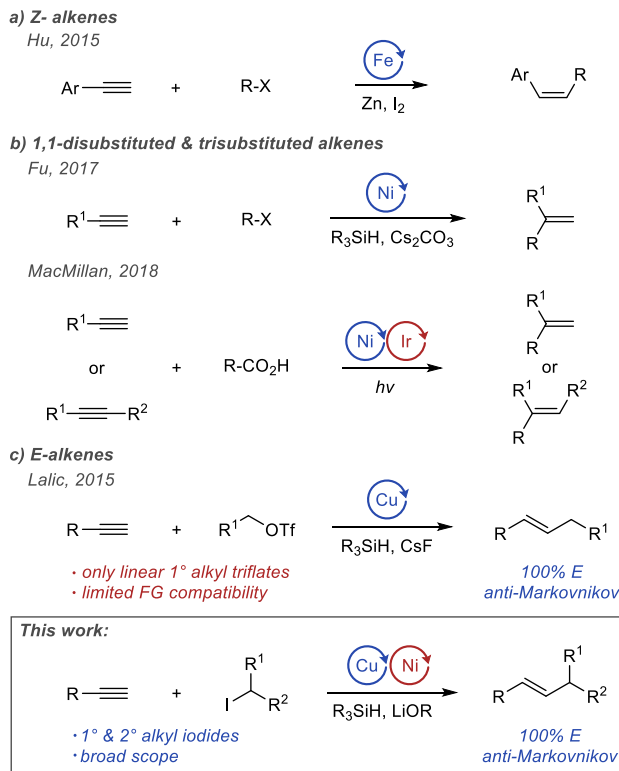 a) Z- alkenes
Hu, 2015
Ar + R-X Fe Zn, I₂ Ar R
b) 1,1-disubstituted & trisubstituted alkenes
Fu, 2017
R¹ + R-X Ni R₃SiH, Cs₂CO₃ R¹ R
MacMillan, 2018
R¹ or R¹ R² + R-CO₂H Ni Ir hv R¹ R or R¹ R² R
c) E-alkenes
Lalic, 2015
R + R¹ OTf Cu R₃SiH, CsF R R¹
· only linear 1° alkyl triflates
· limited FG compatibility
100% E
anti-Markovnikov
This work:
R + I R¹ R² Cu Ni R₃SiH, LiOR R R¹ R²
· 1° & 2° alkyl iodides
· broad scope
100% E
anti-Markovnikov